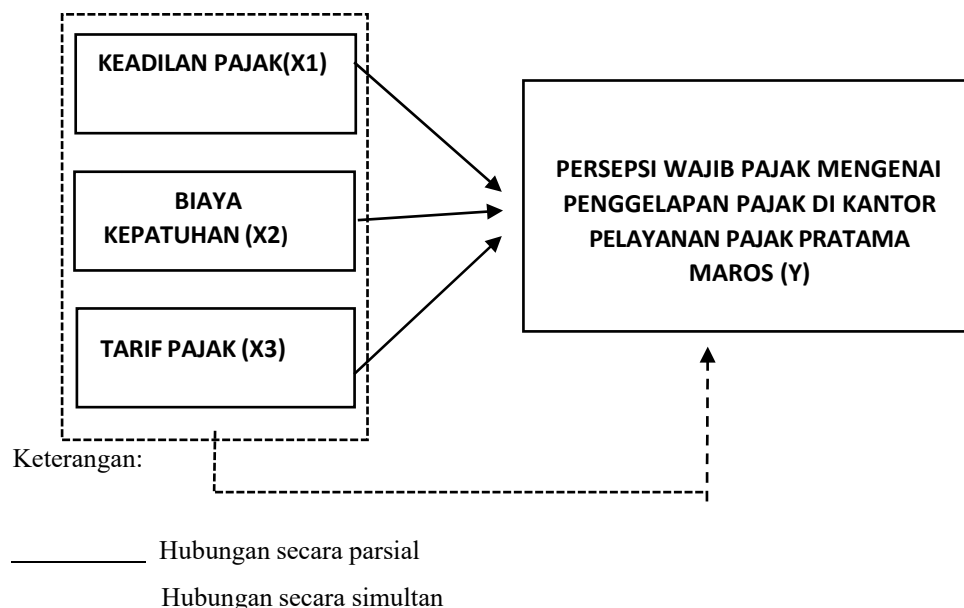 KEADILAN PAJAK(X1)
BIAYA
KEPATUHAN (X2)
TARIF PAJAK (X3)
PERSEPSI WAJIB PAJAK MENGENAI
PENGGELAPAN PAJAK DI KANTOR
PELAYANAN PAJAK PRATAMA
MAROS (Y)
Keterangan:
Hubungan secara parsial
Hubungan secara simultan